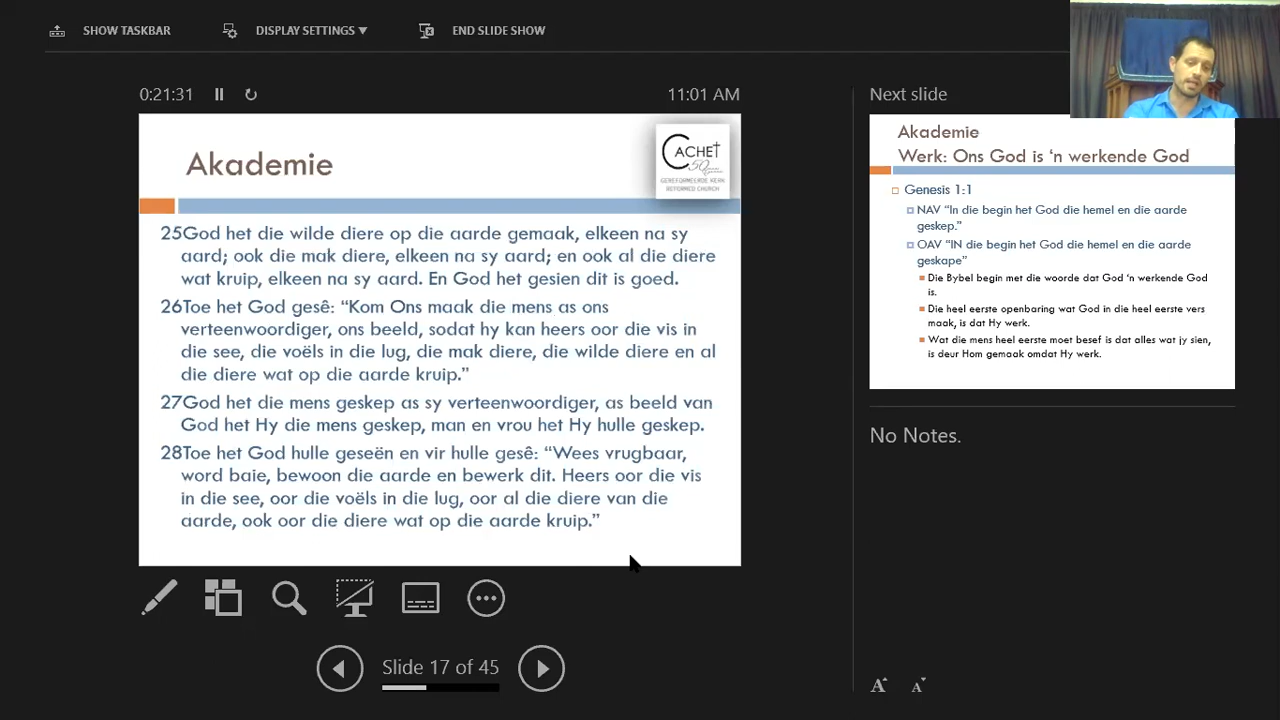 SHOW TASKBAR
DISPLAY SETTINGS ▼
END SLIDE SHOW
0:21:31
11:01 AM
Akademie
CACHET
50
GEREFORMEERDE KERK
REFORMED CHURCH
25God het die wilde diere op die aarde gemaak, elkeen na sy
aard; ook die mak diere, elkeen na sy aard; en ook al die diere
wat kruip, elkeen na sy aard. En God het gesien dit is goed.
26Toe het God gesê: “Kom Ons maak die mens as ons
verteenwoordiger, ons beeld, sodat hy kan heers oor die vis in
die see, die voëls in die lug, die mak diere, die wilde diere en al
die diere wat op die aarde kruip.”
27God het die mens geskep as sy verteenwoordiger, as beeld van
God het Hy die mens geskep, man en vrou het Hy hulle geskep.
28Toe het God hulle geseën en vir hulle gesê: “Wees vrugbaar,
word baie, bewoon die aarde en bewerk dit. Heers oor die vis
in die see, oor die voëls in die lug, oor al die diere van die
aarde, ook oor die diere wat op die aarde kruip.”
Slide 17 of 45
Next slide
Akademie
Werk: Ons God is ‘n werkende God
Genesis 1:1
NAV “In die begin het God die hemel en die aarde
geskep.”
OAV “IN die begin het God die hemel en die aarde
geskape”
Die Bybel begin met die woorde dat God ‘n werkende God
is.
Die heel eerste openbaring wat God in die heel eerste vers
maak, is dat Hy werk.
Wat die mens heel eerste moet besef is dat alles wat jy sien,
is deur Hom gemaak omdat Hy werk.
No Notes.
A A